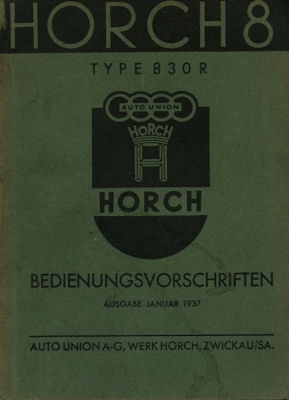 HORCH 8
TYPE 830 R
AUTO UNION
HORCH
HORCH
BEDIENUNGSVORSCHRIFTEN
AUSGABE JANUAR 1937
AUTO UNION A-G, WERK HORCH, ZWICKAU/SA.